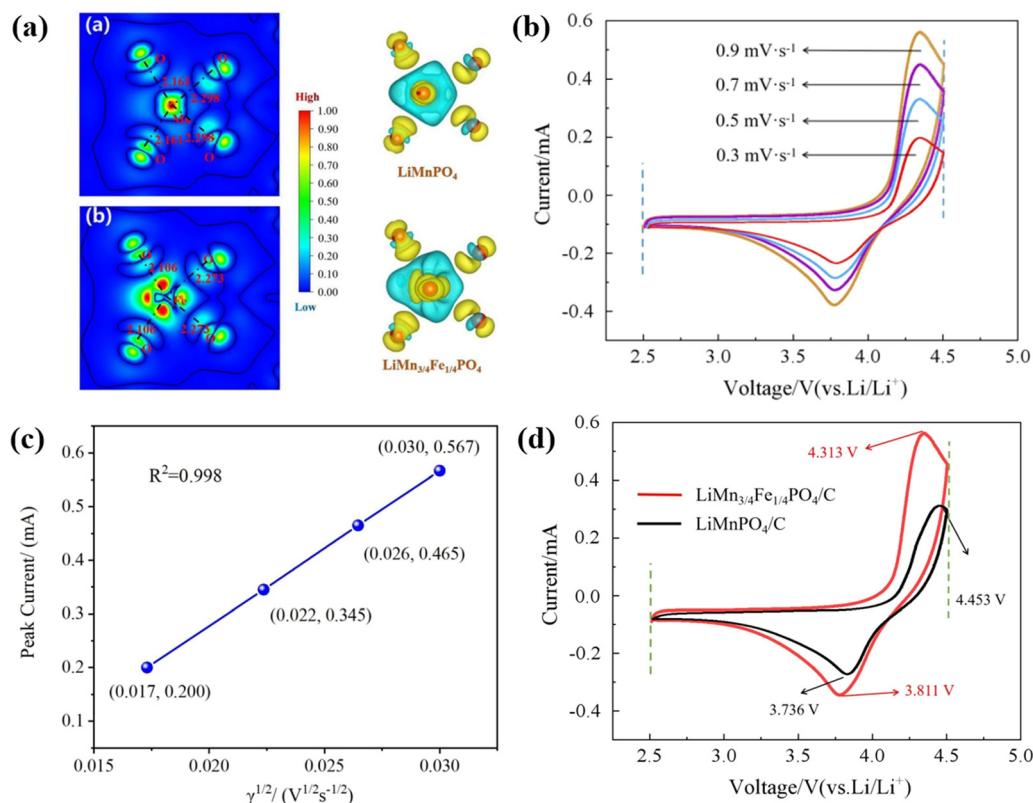 (a)
(a)
O
O
2.161
2.298
Mn
2.161
2.298
O
O
High
1.00
0.90
0.80
0.70
0.60
0.50
0.40
0.30
0.20
0.10
0.00
Low
LiMnPO₄
(b)
O
O
2.106
2.273
Fe
2.106
2.273
O
O
LiMn₃/₄Fe₁/₄PO₄
(b)
0.6
0.4
0.2
0.0
-0.2
-0.4
Current/mA
0.9 mV·s⁻¹
0.7 mV·s⁻¹
0.5 mV·s⁻¹
0.3 mV·s⁻¹
2.5 3.0 3.5 4.0 4.5 5.0
Voltage/V(vs.Li/Li⁺)
(c)
0.6
0.5
0.4
0.3
0.2
0.1
Peak Current/ (mA)
R²=0.998
(0.030, 0.567)
(0.026, 0.465)
(0.022, 0.345)
(0.017, 0.200)
0.015 0.020 0.025 0.030
γ¹/²/ (V¹/²s⁻¹/²)
(d)
0.6
0.4
0.2
0.0
-0.2
-0.4
Current/mA
4.313 V
LiMn₃/₄Fe₁/₄PO₄/C
LiMnPO₄/C
4.453 V
3.736 V
3.811 V
2.0 2.5 3.0 3.5 4.0 4.5 5.0
Voltage/V(vs.Li/Li⁺)